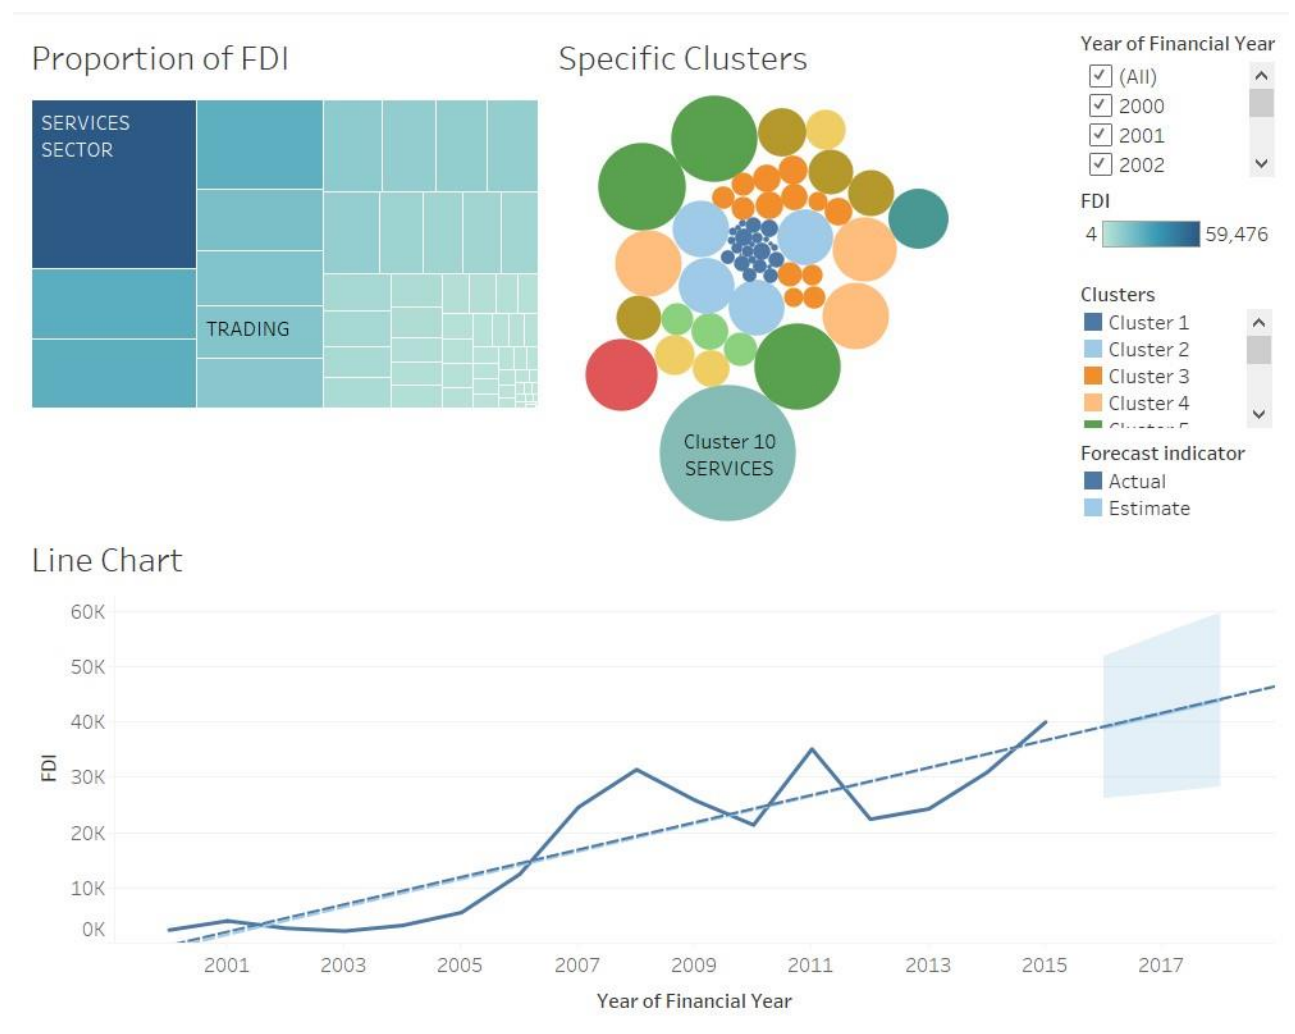 Proportion of FDI
SERVICES
SECTOR
TRADING
Specific Clusters
Cluster 10
SERVICES
Year of Financial Year
(All)
2000
2001
2002
FDI
4
59,476
Clusters
Cluster 1
Cluster 2
Cluster 3
Cluster 4
Forecast indicator
Actual
Estimate
Line Chart
60K
50K
40K
30K
20K
10K
0K
FDI
2001 2003 2005 2007 2009 2011 2013 2015 2017
Year of Financial Year